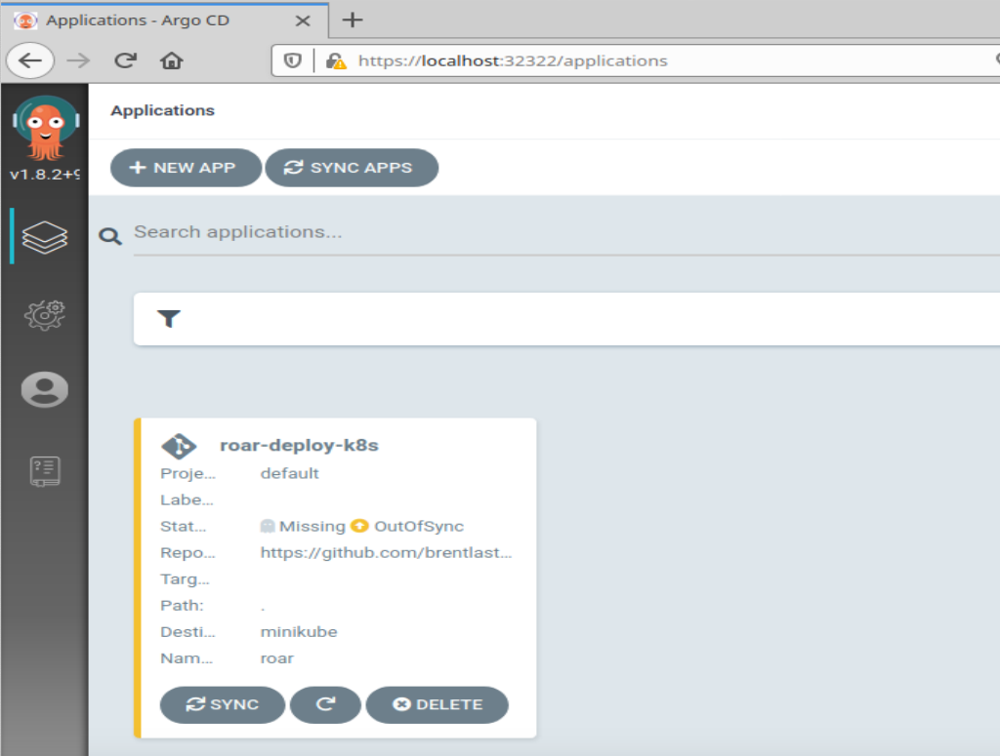 Applications - Argo CD
https://localhost:32322/applications
Applications
NEW APP SYNC APPS
v1.8.2+9
Search applications...
roar-deploy-k8s
Proje... default
Labe...
Stat... Missing OutOfSync
Repo... https://github.com/brentlast...
Targ...
Path: .
Desti... minikube
Nam... roar
SYNC DELETE